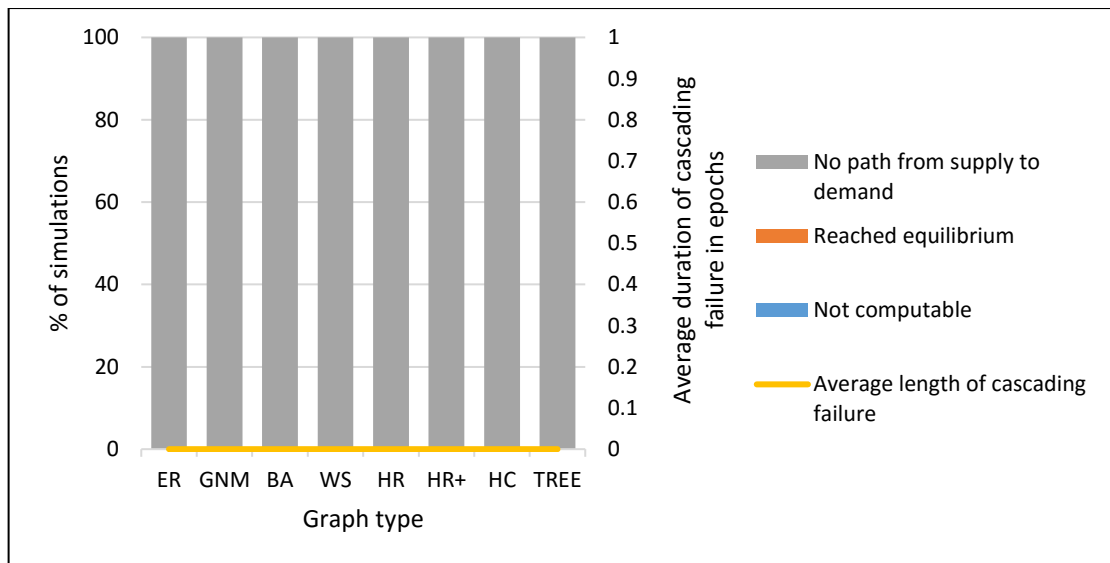 100
80
60
40
20
0
% of simulations
ER GNM BA WS HR HR+ HC TREE
Graph type
1
0.9
0.8
0.7
0.6
0.5
0.4
0.3
0.2
0.1
0
Average duration of cascading
failure in epochs
No path from supply to
demand
Reached equilibrium
Not computable
Average length of cascading
failure